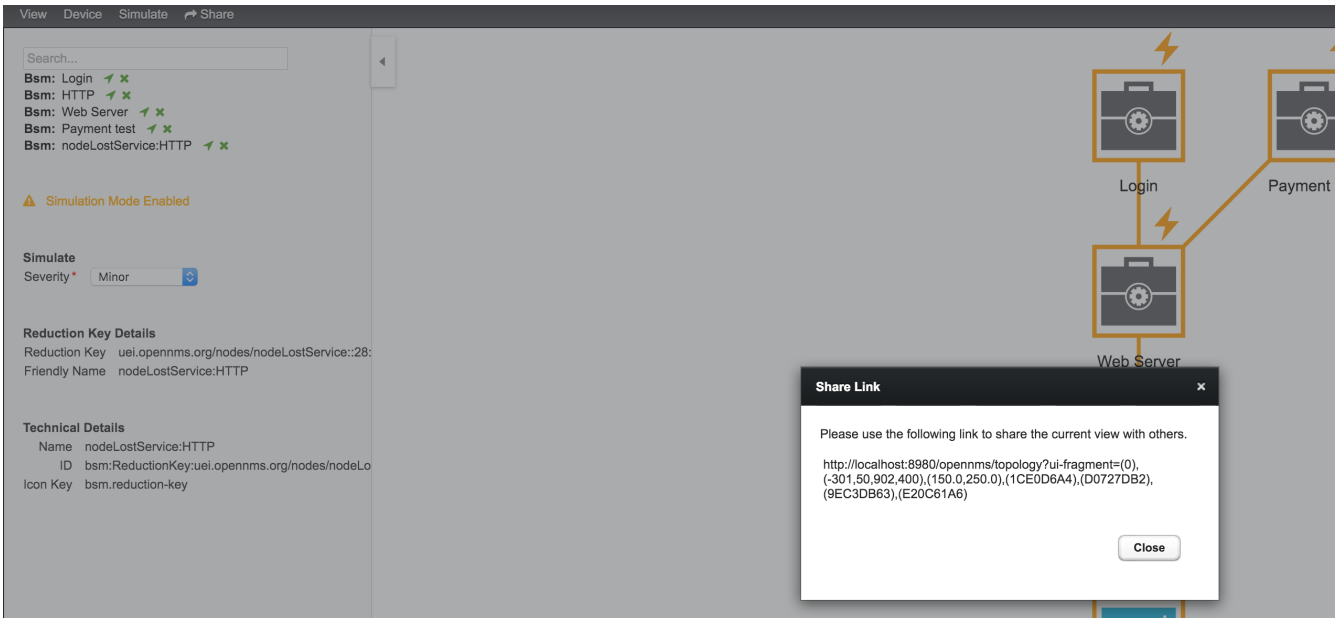 View Device Simulate Share
Search...
Bsm: Login
Bsm: HTTP
Bsm: Web Server
Bsm: Payment test
Bsm: nodeLostService:HTTP
Simulation Mode Enabled
Simulate
Severity* Minor
Reduction Key Details
Reduction Key uei.opennms.org/nodes/nodeLostService::28:
Friendly Name nodeLostService:HTTP
Technical Details
Name nodeLostService:HTTP
ID bsm:ReductionKey:uei.opennms.org/nodes/nodeLo
Icon Key bsm.reduction-key
Login
Payment
Web Server
Share Link
Please use the following link to share the current view with others.
http://localhost:8980/opennms/topology?ui-fragment=(0),
(-301,50,902,400),(150.0,250.0),(1CE0D6A4),(D0727DB2),
(9EC3DB63),(E20C61A6)
Close